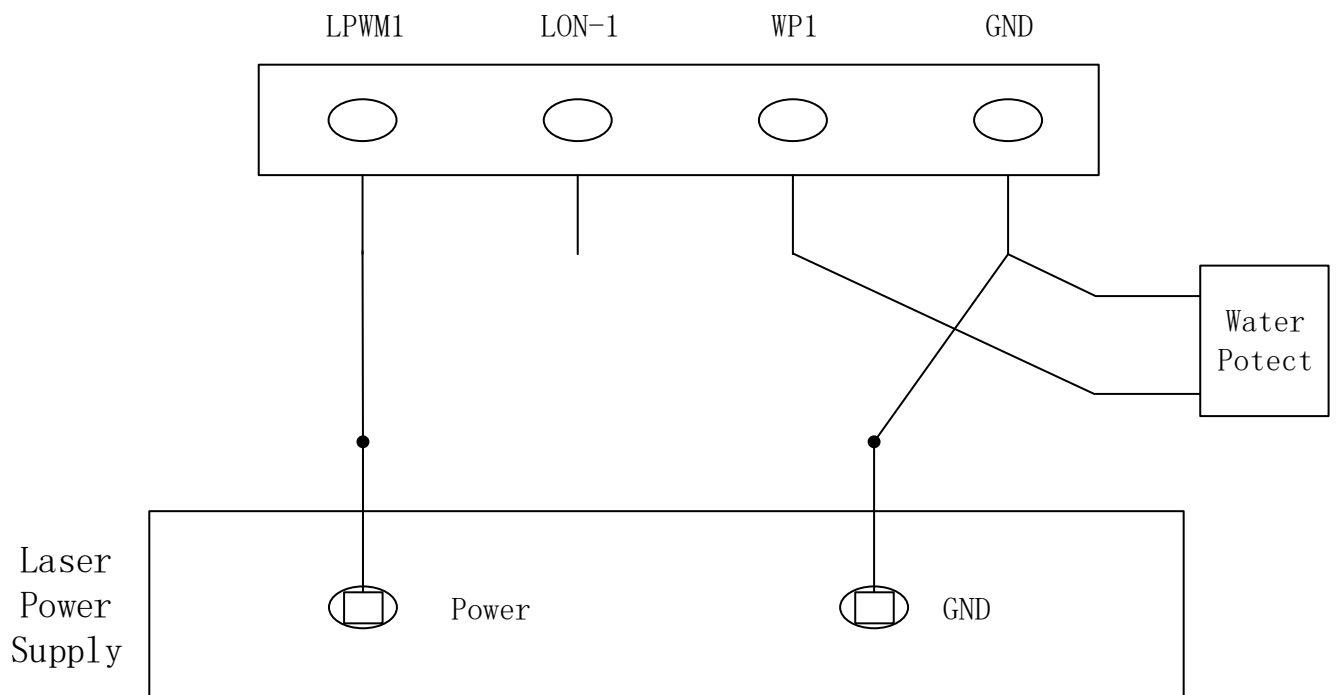 LPWM1 LON-1 WP1 GND
Water
Potect
Laser
Power
Supply
Power GND